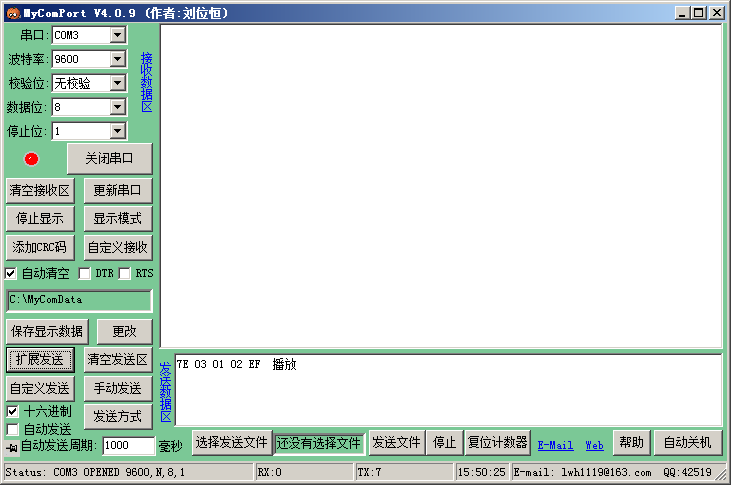 MyComPort V4.0.9 (作者:刘位恒)
串口: COM3
波特率: 9600
校验位: 无校验
数据位: 8
停止位: 1
接收数据区
关闭串口
清空接收区 更新串口
停止显示 显示模式
添加CRC码 自定义接收
自动清空 DTR RTS
C:\MyComData
保存显示数据 更改
扩展发送 清空发送区
自定义发送 手动发送
十六进制 发送方式
自动发送
自动发送周期: 1000 毫秒
发送数据区
7E 03 01 02 EF 播放
选择发送文件 还没有选择文件 发送文件 停止 复位计数器 E-Mail Web 帮助 自动关机
Status: COM3 OPENED 9600,N,8,1 RX:0 TX:7 15:50:25 E-mail: lwh1119@163.com QQ:42519